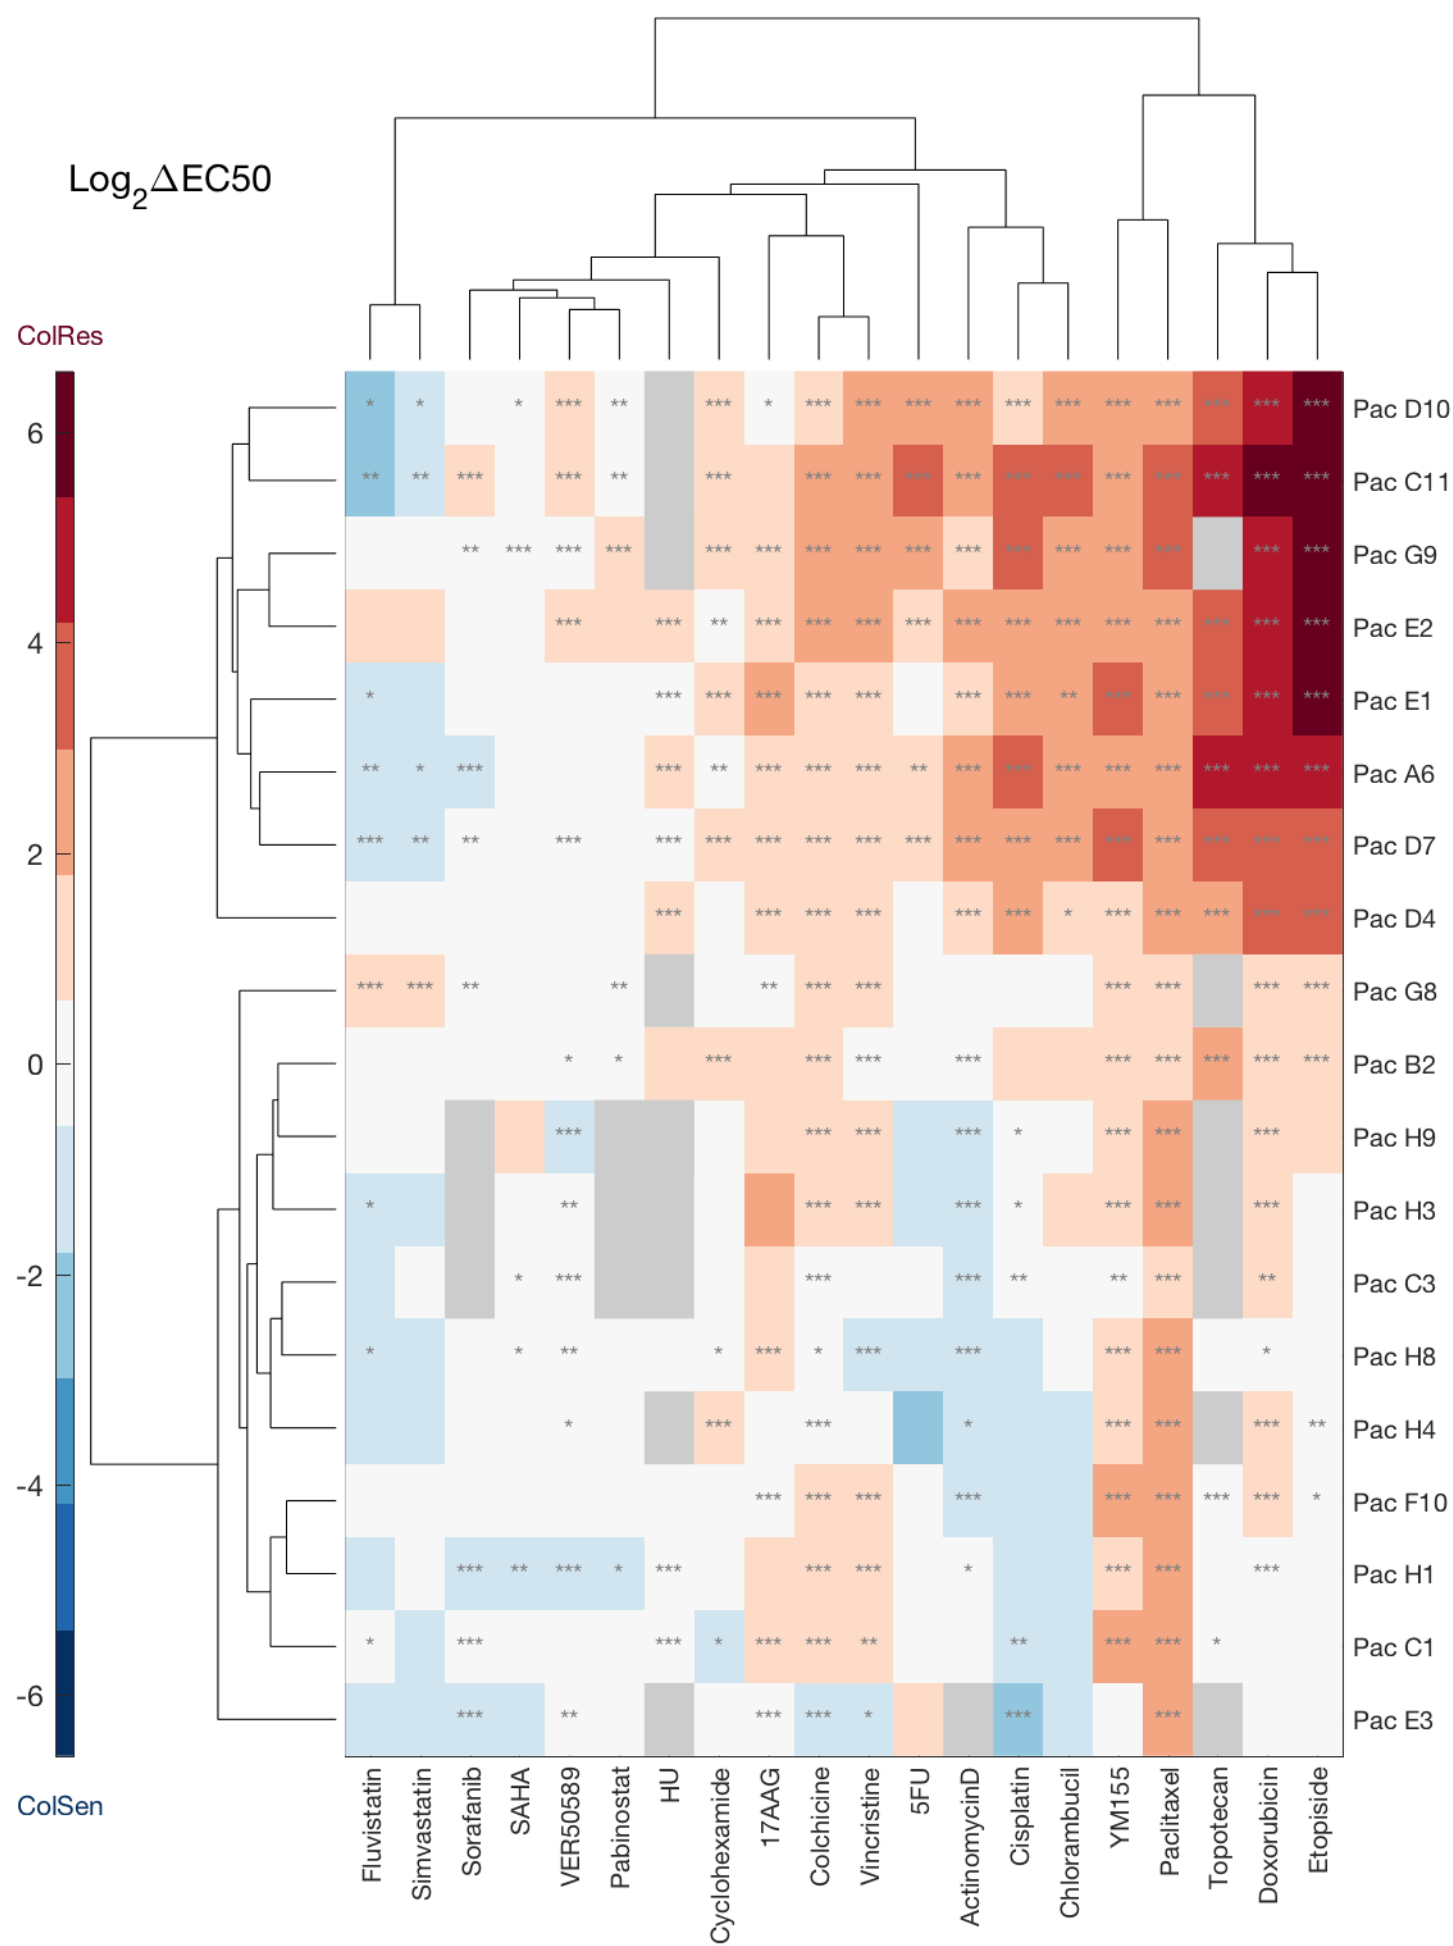 Log2ΔEC50
ColRes
6
4
2
0
-2
-4
-6
ColSen
* * * *** ** *** * *** *** *** *** *** *** *** *** *** *** *** Pac D10
** ** *** *** ** *** *** *** *** *** *** *** *** *** *** *** *** Pac C11
** *** *** *** *** *** *** *** *** *** *** *** *** *** *** *** Pac G9
*** *** ** *** *** *** *** *** *** *** *** *** *** *** *** Pac E2
* *** *** *** *** *** *** *** ** *** *** *** *** *** Pac E1
** * *** *** ** *** *** *** ** *** *** *** *** *** *** *** *** Pac A6
*** ** ** *** *** *** *** *** *** *** *** *** *** *** *** *** *** *** Pac D7
*** *** *** *** *** *** * *** *** *** *** *** Pac D4
*** *** ** ** ** *** *** *** *** *** *** Pac G8
* * *** *** *** *** *** *** *** *** *** Pac B2
*** *** *** *** * *** *** *** Pac H9
* ** *** *** *** * *** *** *** Pac H3
* *** *** *** ** ** *** ** Pac C3
* * ** * *** * *** *** *** *** * Pac H8
* *** *** * *** *** *** ** Pac H4
*** *** *** *** *** *** *** *** * Pac F10
*** ** *** * *** *** *** * *** *** *** Pac H1
* *** *** * *** *** ** ** *** *** * Pac C1
*** ** *** *** * *** *** Pac E3
Fluvistatin
Simvastatin
Sorafanib
SAHA
VER50589
Pabinostat
HU
Cyclohexamide
17AAG
Colchicine
Vincristine
5FU
ActinomycinD
Cisplatin
Chlorambucil
YM155
Paclitaxel
Topotecan
Doxorubicin
Etopiside